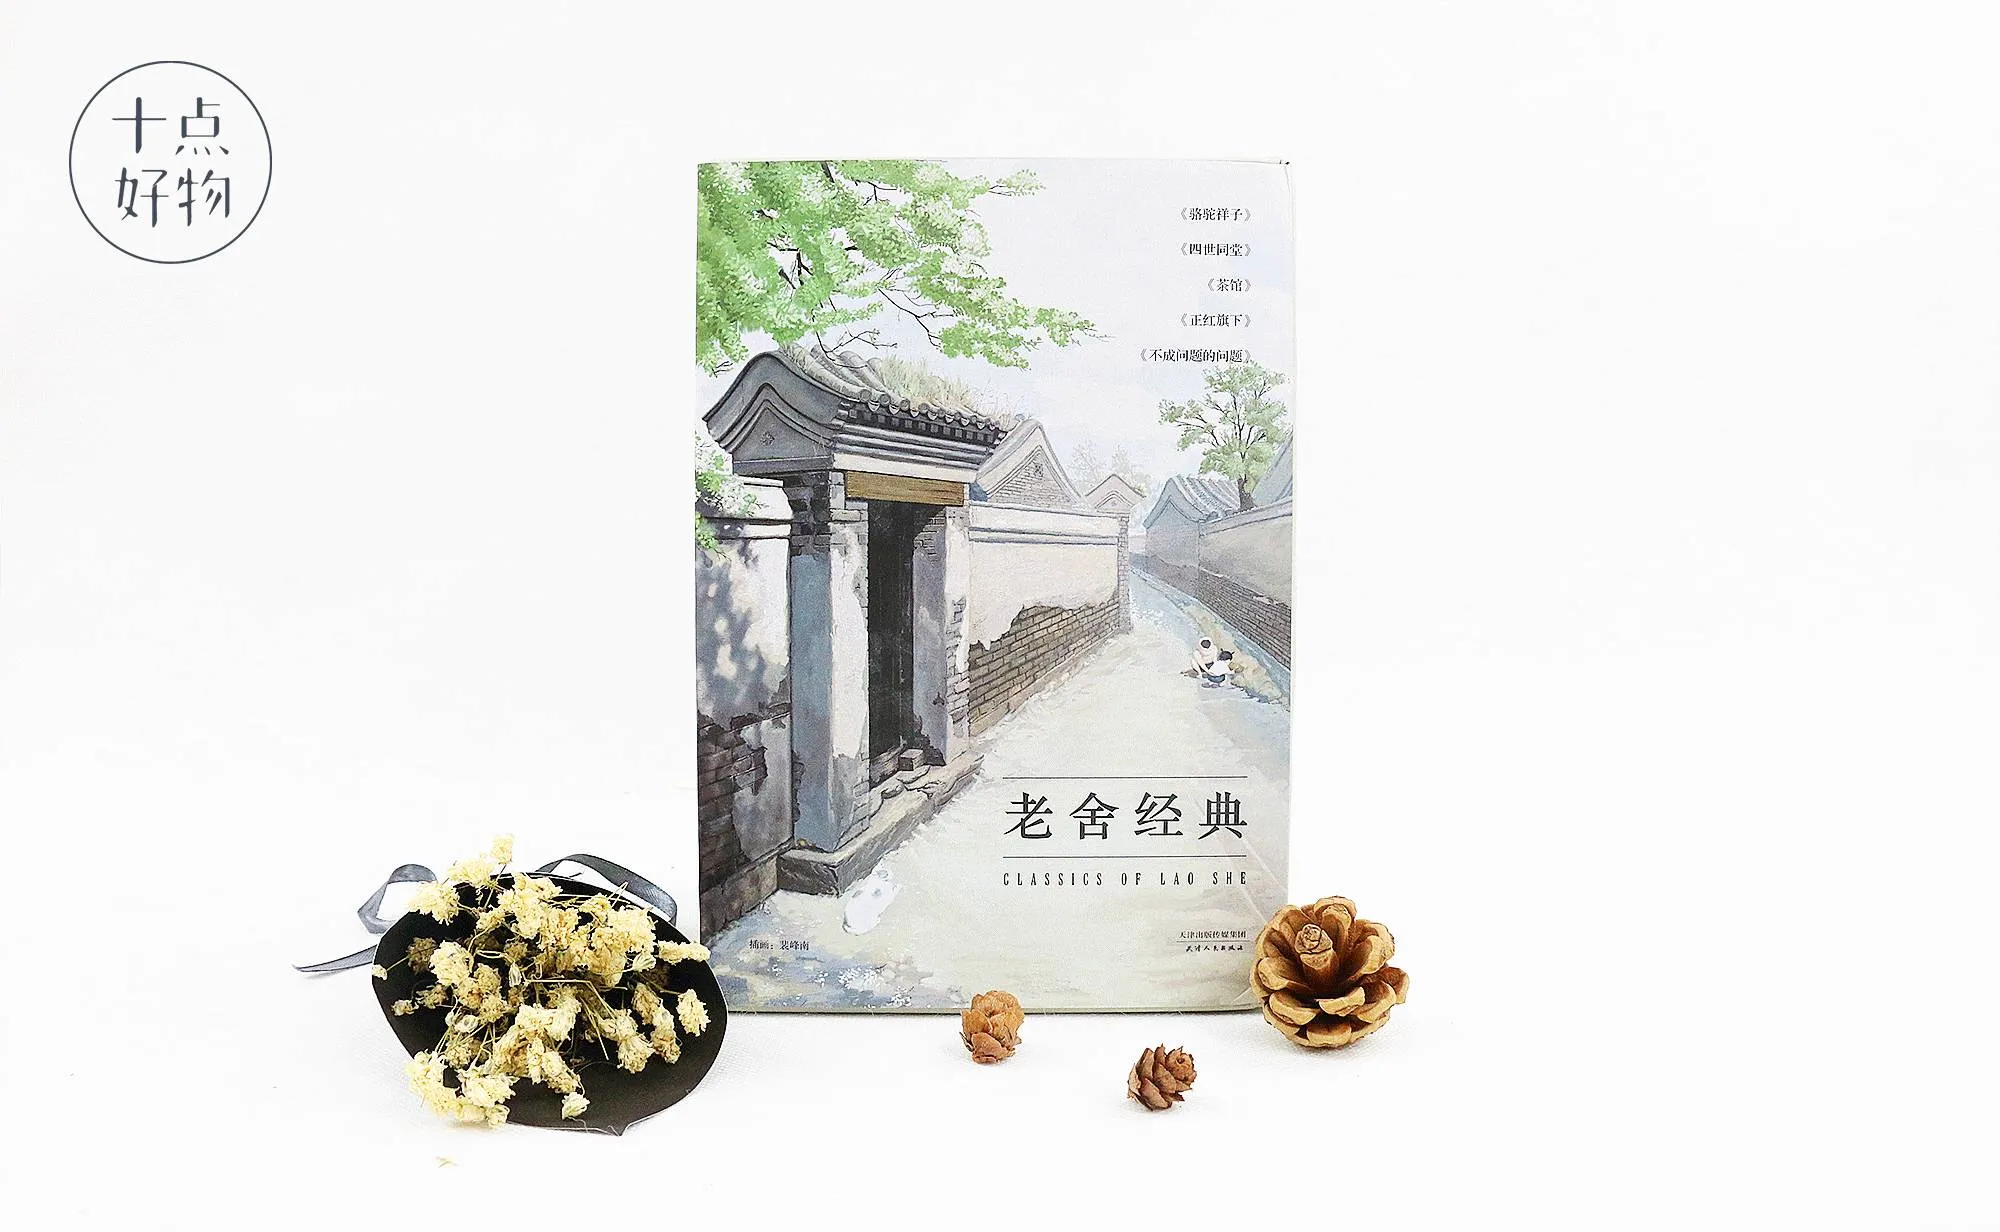 十点
好物
《骆驼祥子》
《四世同堂》
《茶馆》
《正红旗下》
《不成问题的问题》
老舍经典
CLASSICS OF LAO SHE
插画：裴峰南
天津出版传媒集团
天津人民出版社